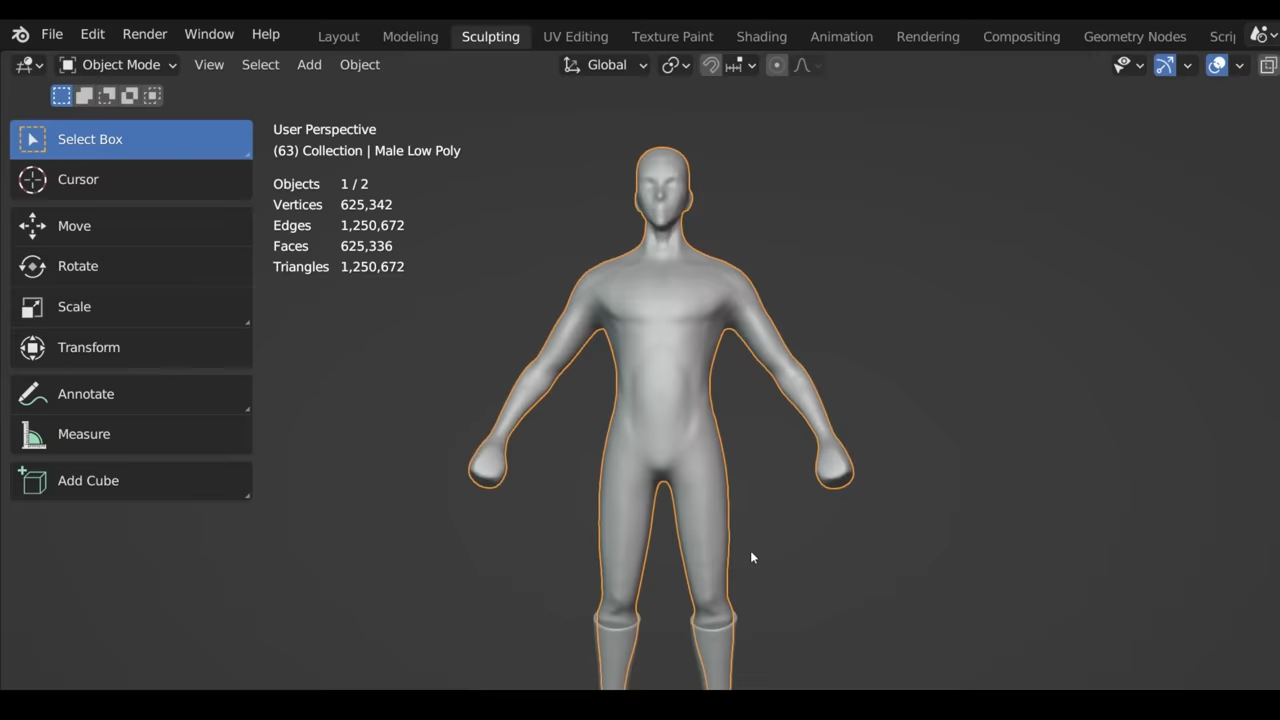 File Edit Render Window Help Layout Modeling Sculpting UV Editing Texture Paint Shading Animation Rendering Compositing Geometry Nodes Scri
Object Mode View Select Add Object Global
Select Box
Cursor
Move
Rotate
Scale
Transform
Annotate
Measure
Add Cube
User Perspective
(63) Collection | Male Low Poly
Objects 1 / 2
Vertices 625,342
Edges 1,250,672
Faces 625,336
Triangles 1,250,672